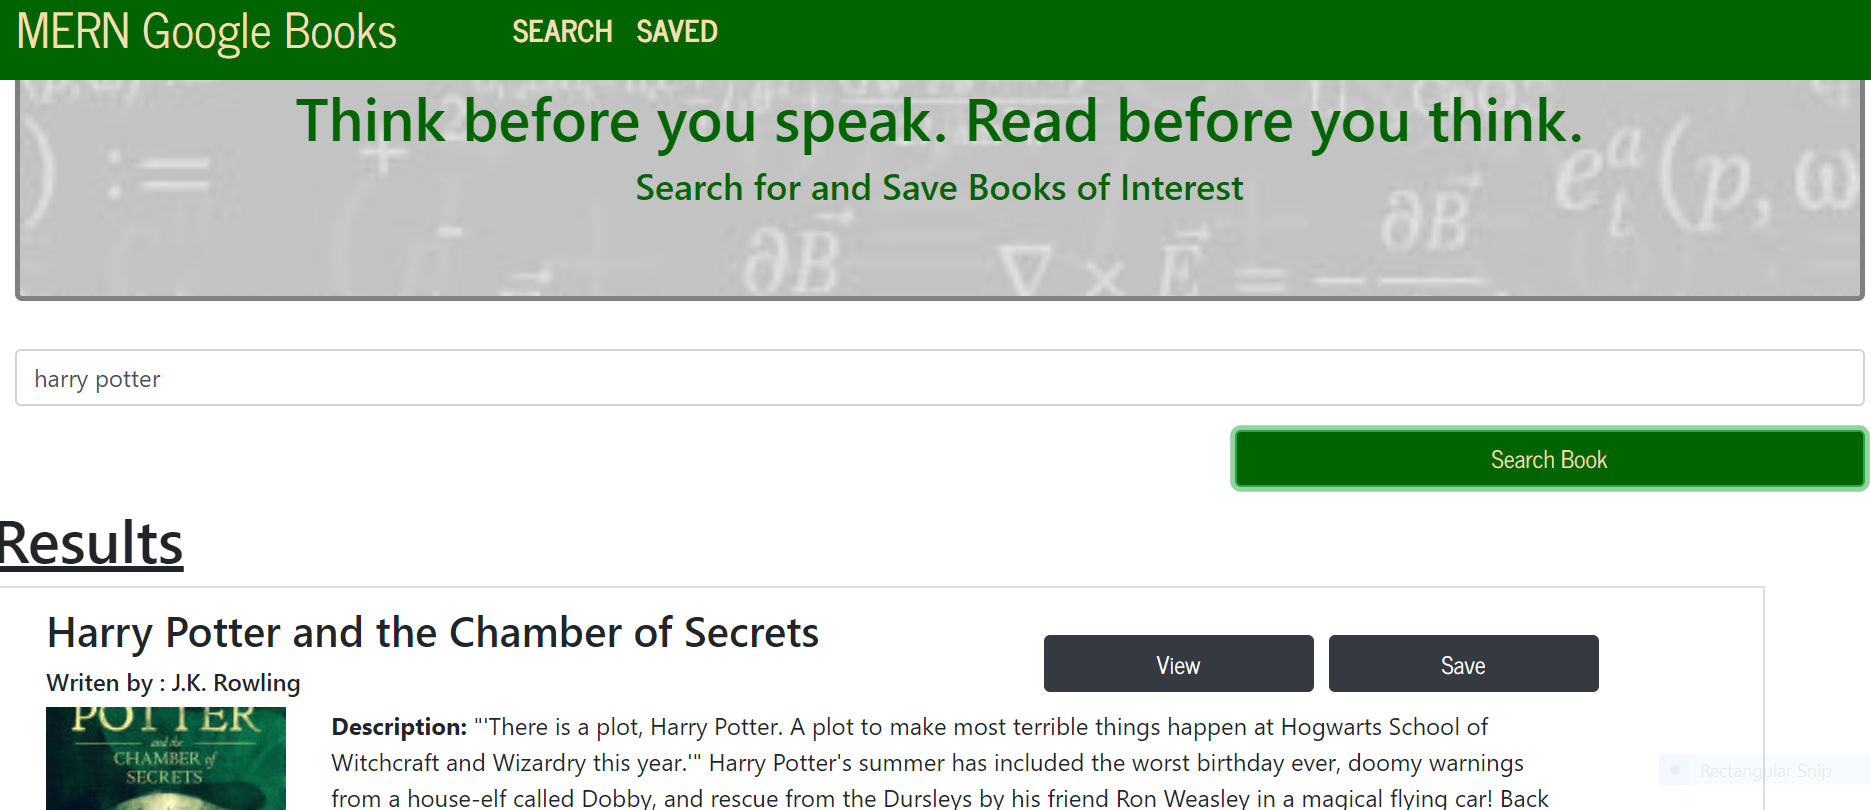 MERN Google Books SEARCH SAVED
Think before you speak. Read before you think.
Search for and Save Books of Interest
∂B⃗
∇ × E⃗ = - ∂B⃗
e a t (p, ω
) :=
harry potter
Search Book
Results
Harry Potter and the Chamber of Secrets
View Save
Writen by : J.K. Rowling
POTTER
and the
CHAMBER of
SECRETS
Description: "'There is a plot, Harry Potter. A plot to make most terrible things happen at Hogwarts School of
Witchcraft and Wizardry this year.'" Harry Potter's summer has included the worst birthday ever, doomy warnings
from a house-elf called Dobby, and rescue from the Dursleys by his friend Ron Weasley in a magical flying car! Back
Rectangular Snip